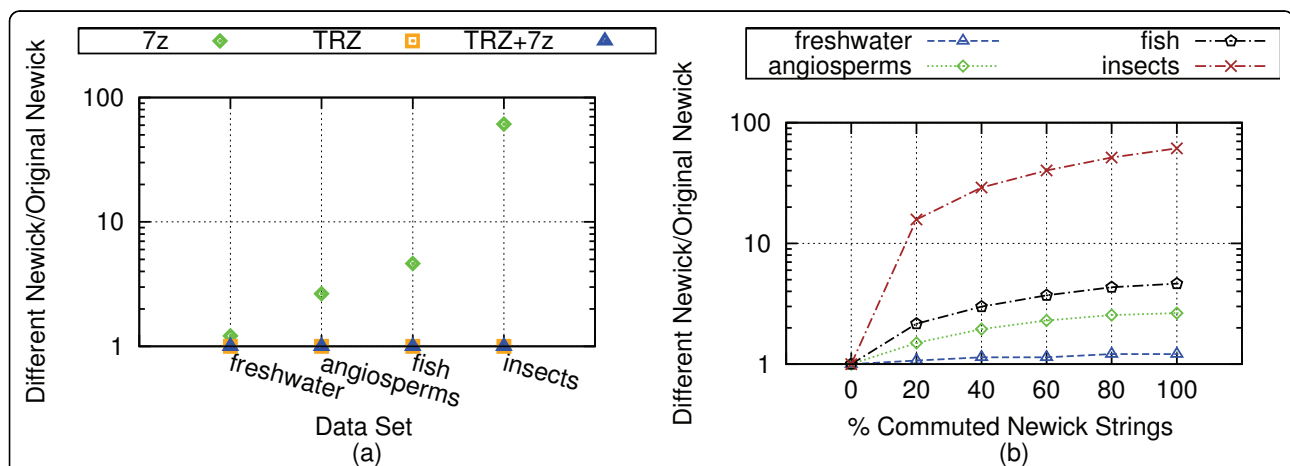 7z TRZ TRZ+7z
Different Newick/Original Newick
100
10
1
freshwater
angiosperms
fish
insects
Data Set
(a)
freshwater fish
angiosperms insects
Different Newick/Original Newick
100
10
1
0 20 40 60 80 100
% Commuted Newick Strings
(b)